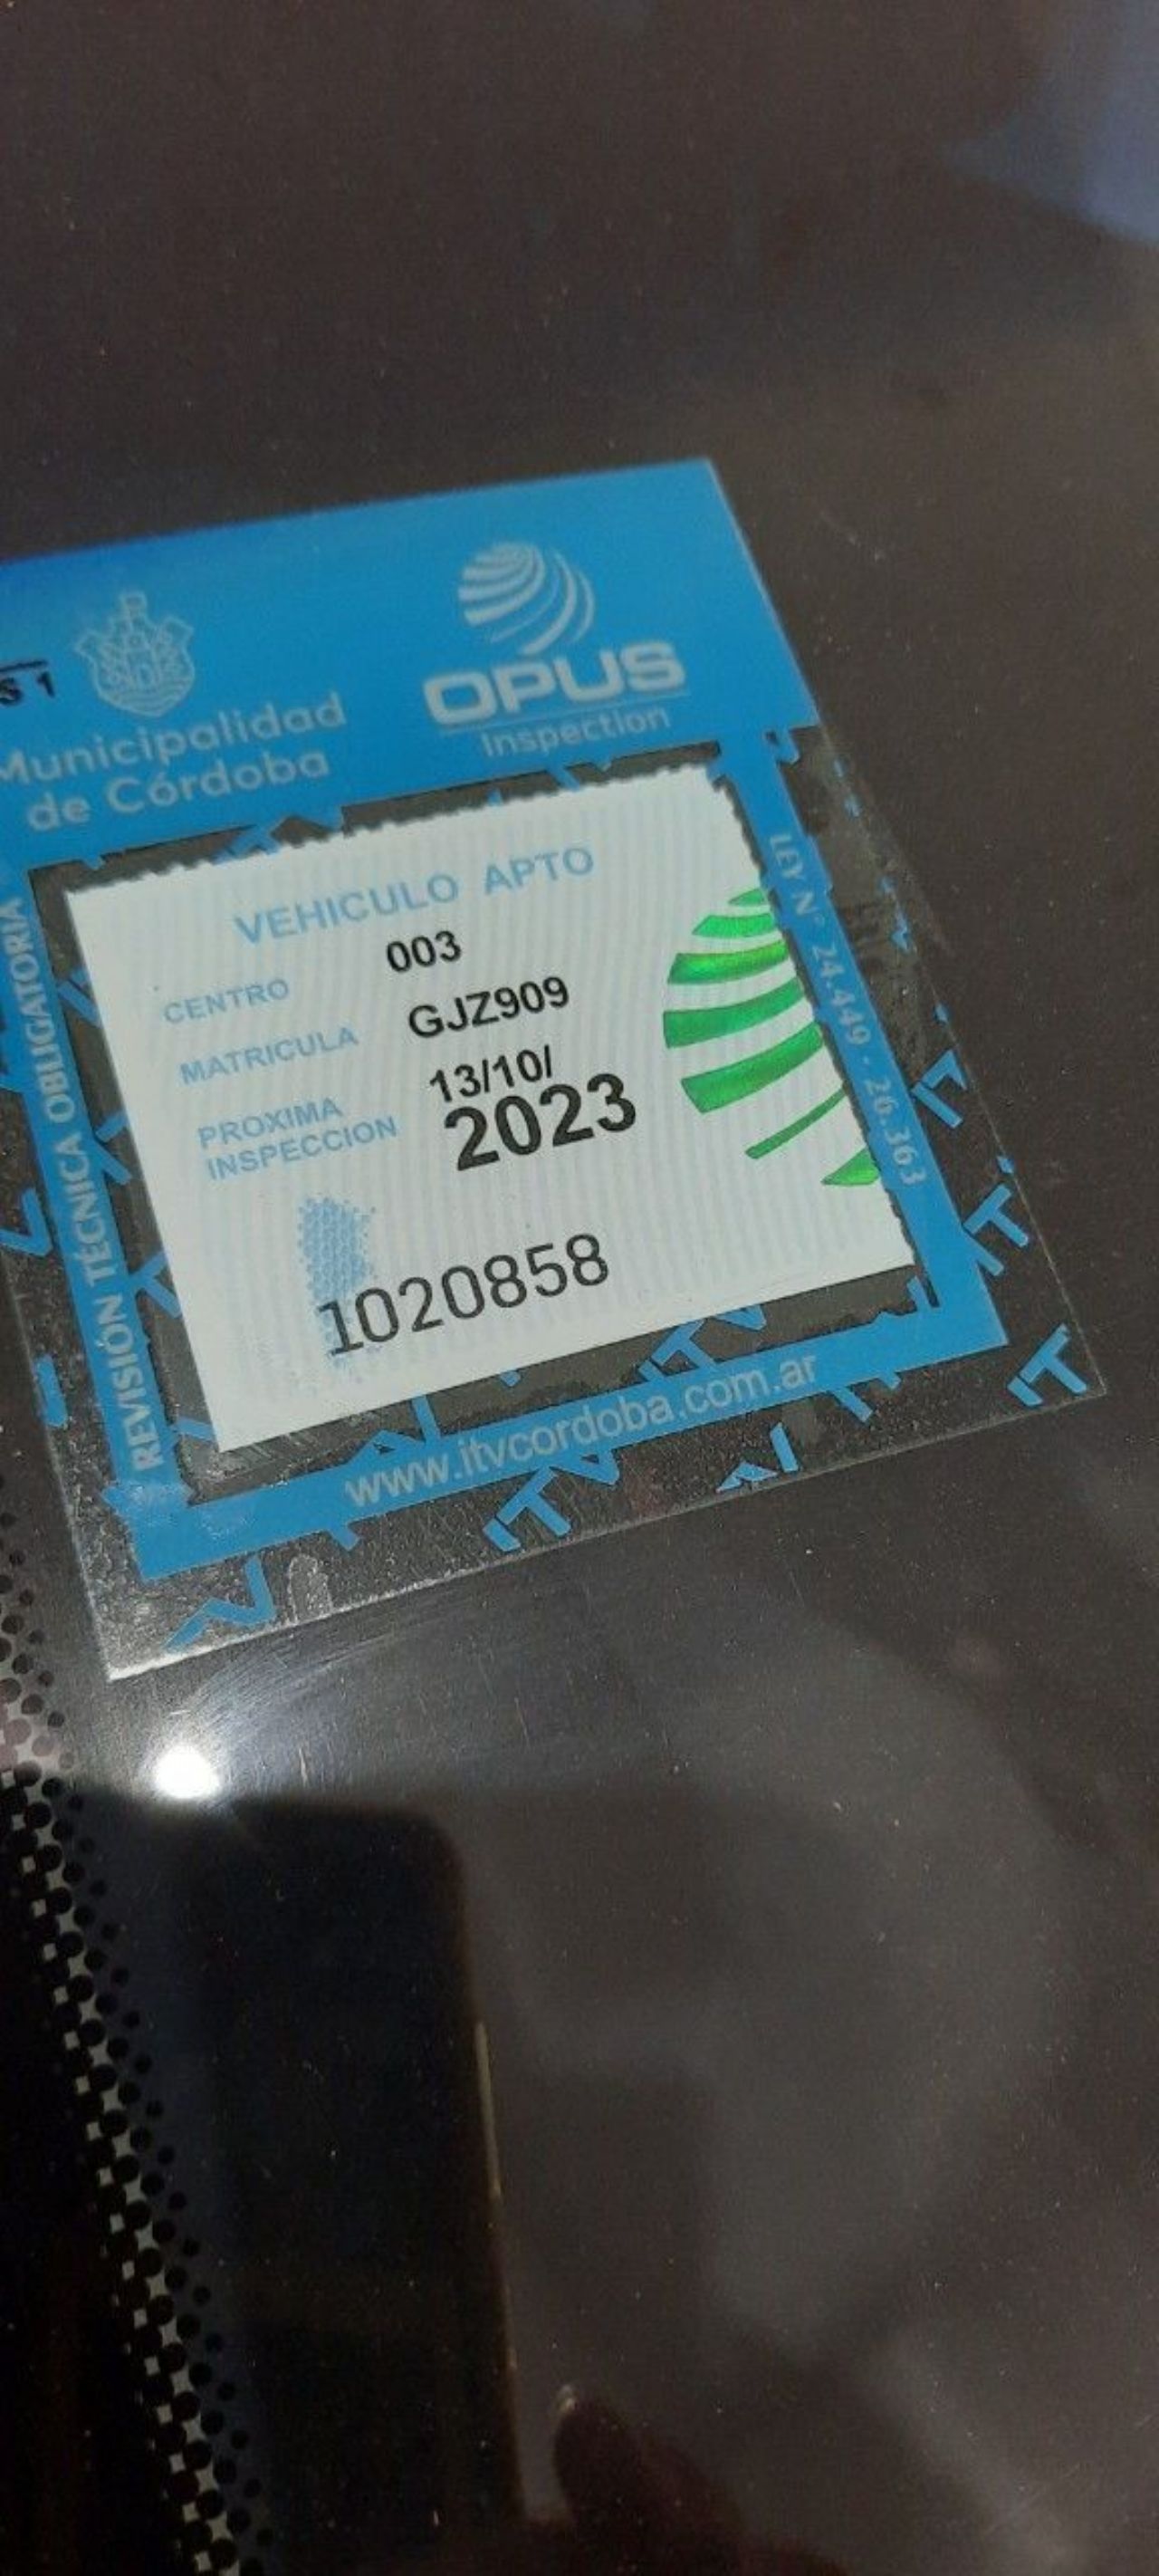 S 1
Municipalidad
de Córdoba
OPUS
Inspection
REVISIÓN TÉCNICA OBLIGATORIA
VEHICULO APTO
CENTRO 003
MATRICULA GJZ909
PROXIMA
INSPECCION
13/10/
2023
1020858
LEY N° 24.449 - 26.363
www.itvcordoba.com.ar